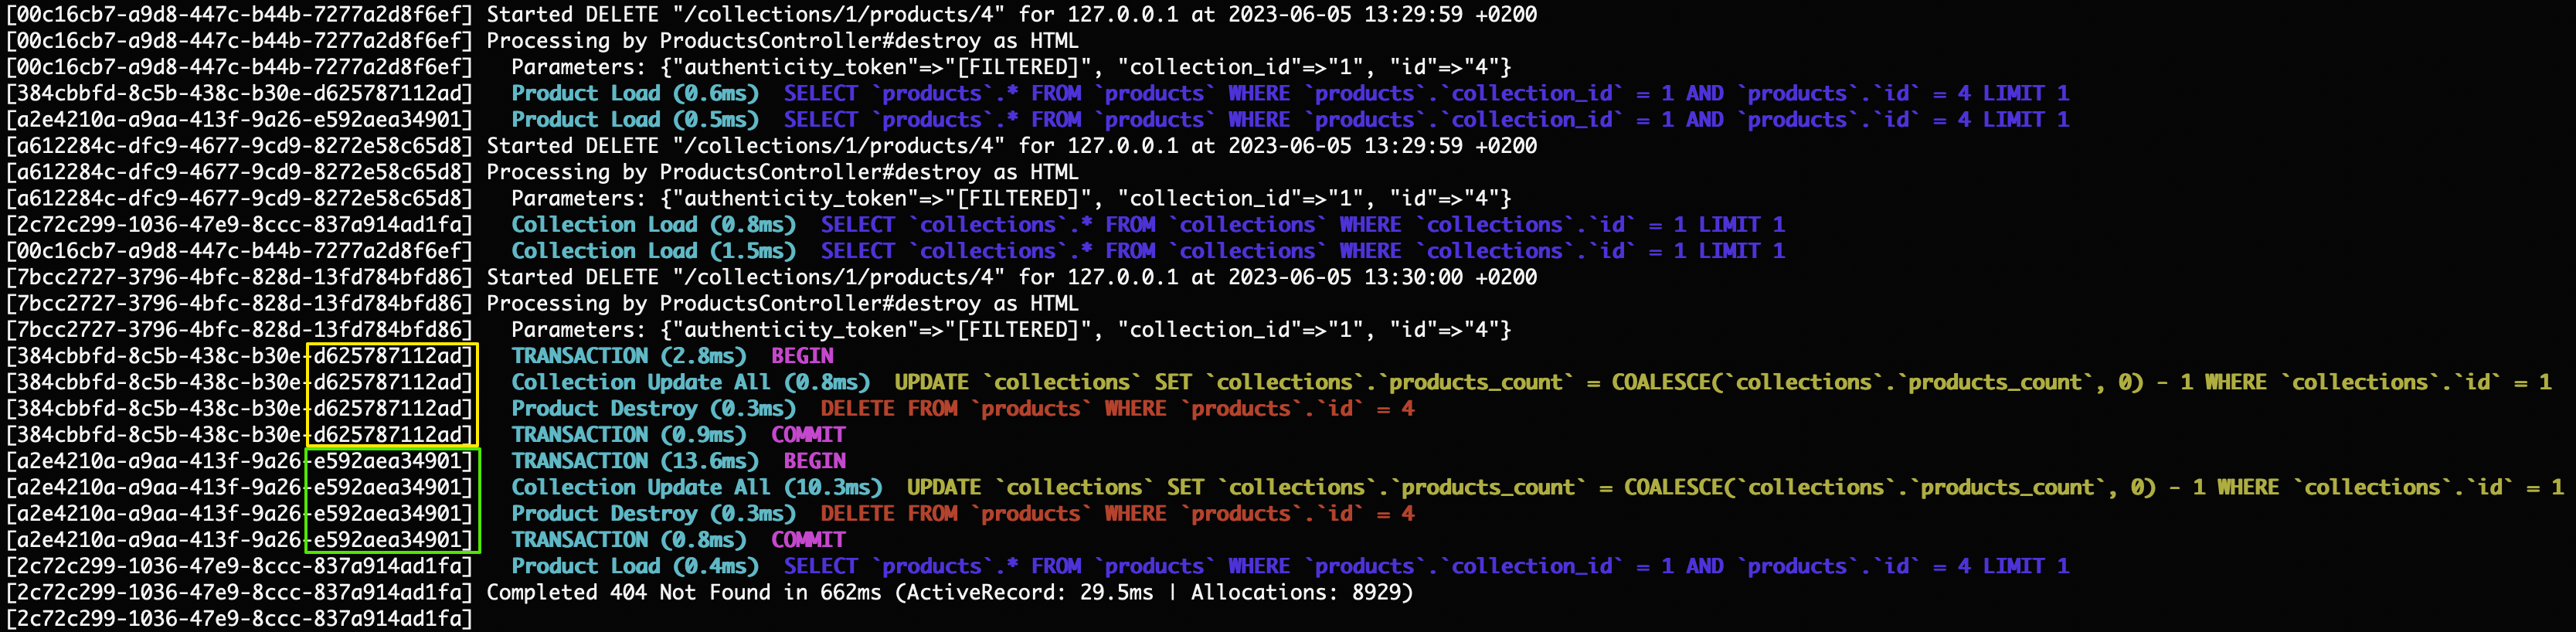 [00c16cb7-a9d8-447c-b44b-7277a2d8f6ef] Started DELETE "/collections/1/products/4" for 127.0.0.1 at 2023-06-05 13:29:59 +0200
[00c16cb7-a9d8-447c-b44b-7277a2d8f6ef] Processing by ProductsController#destroy as HTML
[00c16cb7-a9d8-447c-b44b-7277a2d8f6ef]   Parameters: {"authenticity_token"=>"[FILTERED]", "collection_id"=>"1", "id"=>"4"}
[384cbbfd-8c5b-438c-b30e-d625787112ad]   Product Load (0.6ms)  SELECT `products`.* FROM `products` WHERE `products`.`collection_id` = 1 AND `products`.`id` = 4 LIMIT 1
[a2e4210a-a9aa-413f-9a26-e592aea34901]   Product Load (0.5ms)  SELECT `products`.* FROM `products` WHERE `products`.`collection_id` = 1 AND `products`.`id` = 4 LIMIT 1
[a612284c-dfc9-4677-9cd9-8272e58c65d8] Started DELETE "/collections/1/products/4" for 127.0.0.1 at 2023-06-05 13:29:59 +0200
[a612284c-dfc9-4677-9cd9-8272e58c65d8] Processing by ProductsController#destroy as HTML
[a612284c-dfc9-4677-9cd9-8272e58c65d8]   Parameters: {"authenticity_token"=>"[FILTERED]", "collection_id"=>"1", "id"=>"4"}
[2c72c299-1036-47e9-8ccc-837a914ad1fa]   Collection Load (0.8ms)  SELECT `collections`.* FROM `collections` WHERE `collections`.`id` = 1 LIMIT 1
[00c16cb7-a9d8-447c-b44b-7277a2d8f6ef]   Collection Load (1.5ms)  SELECT `collections`.* FROM `collections` WHERE `collections`.`id` = 1 LIMIT 1
[7bcc2727-3796-4bfc-828d-13fd784bfd86] Started DELETE "/collections/1/products/4" for 127.0.0.1 at 2023-06-05 13:30:00 +0200
[7bcc2727-3796-4bfc-828d-13fd784bfd86] Processing by ProductsController#destroy as HTML
[7bcc2727-3796-4bfc-828d-13fd784bfd86]   Parameters: {"authenticity_token"=>"[FILTERED]", "collection_id"=>"1", "id"=>"4"}
[384cbbfd-8c5b-438c-b30e-d625787112ad]   TRANSACTION (2.8ms)  BEGIN
[384cbbfd-8c5b-438c-b30e-d625787112ad]   Collection Update All (0.8ms)  UPDATE `collections` SET `collections`.`products_count` = COALESCE(`collections`.`products_count`, 0) - 1 WHERE `collections`.`id` = 1
[384cbbfd-8c5b-438c-b30e-d625787112ad]   Product Destroy (0.3ms)  DELETE FROM `products` WHERE `products`.`id` = 4
[384cbbfd-8c5b-438c-b30e-d625787112ad]   TRANSACTION (0.9ms)  COMMIT
[a2e4210a-a9aa-413f-9a26-e592aea34901]   TRANSACTION (13.6ms)  BEGIN
[a2e4210a-a9aa-413f-9a26-e592aea34901]   Collection Update All (10.3ms)  UPDATE `collections` SET `collections`.`products_count` = COALESCE(`collections`.`products_count`, 0) - 1 WHERE `collections`.`id` = 1
[a2e4210a-a9aa-413f-9a26-e592aea34901]   Product Destroy (0.3ms)  DELETE FROM `products` WHERE `products`.`id` = 4
[a2e4210a-a9aa-413f-9a26-e592aea34901]   TRANSACTION (0.8ms)  COMMIT
[2c72c299-1036-47e9-8ccc-837a914ad1fa]   Product Load (0.4ms)  SELECT `products`.* FROM `products` WHERE `products`.`collection_id` = 1 AND `products`.`id` = 4 LIMIT 1
[2c72c299-1036-47e9-8ccc-837a914ad1fa] Completed 404 Not Found in 662ms (ActiveRecord: 29.5ms | Allocations: 8929)
[2c72c299-1036-47e9-8ccc-837a914ad1fa]